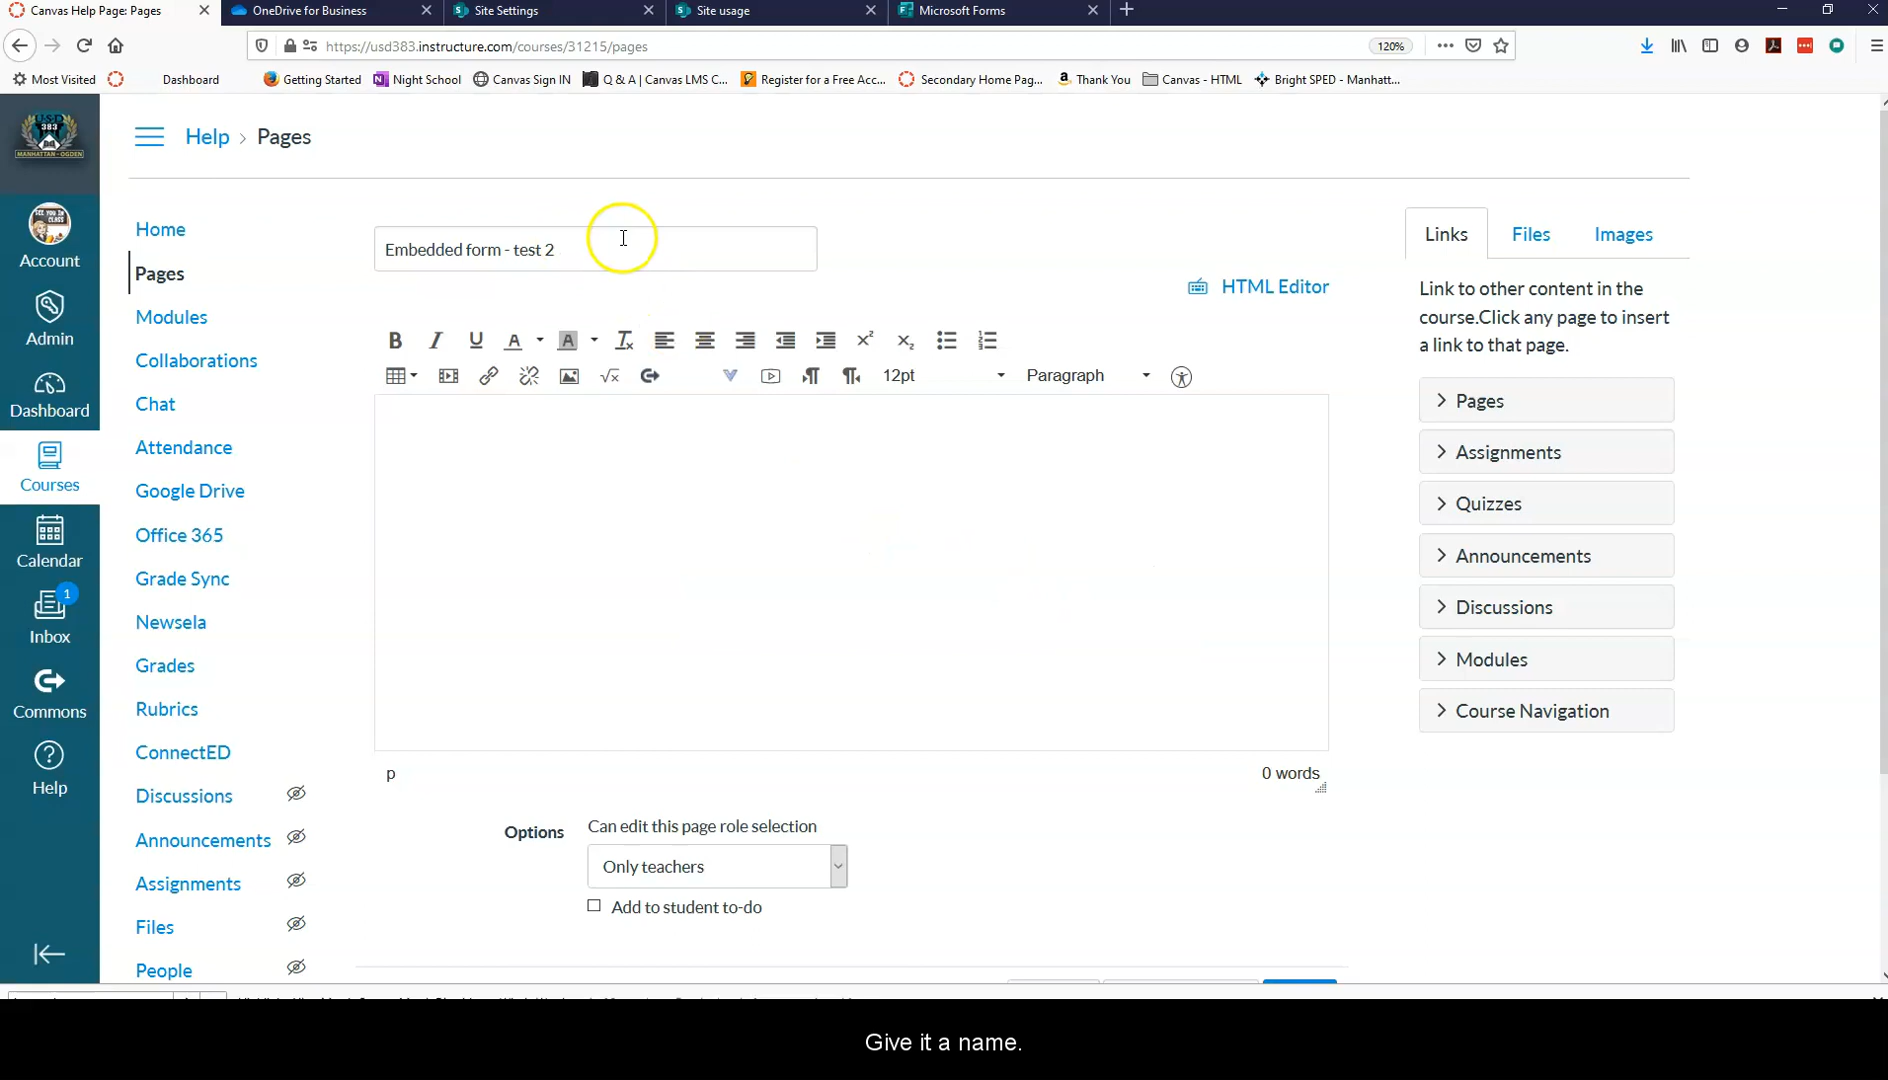 Canvas Help Page: Pages
OneDrive for Business
Site Settings
Site usage
Microsoft Forms
https://usd383.instructure.com/courses/31215/pages
120%
Most Visited
Dashboard
Getting Started
Night School
Canvas Sign IN
Q & A | Canvas LMS C...
Register for a Free Acc...
Secondary Home Pag...
Thank You
Canvas - HTML
Bright SPED - Manhatt...
USD
383
MANHATTAN - OGDEN
Account
Admin
Dashboard
Courses
Calendar
1
Inbox
Commons
Help
Help > Pages
Home
Pages
Modules
Collaborations
Chat
Attendance
Google Drive
Office 365
Grade Sync
Newsela
Grades
Rubrics
ConnectED
Discussions
Announcements
Assignments
Files
People
Embedded form - test 2
HTML Editor
12pt
Paragraph
p
0 words
Options
Can edit this page role selection
Only teachers
Add to student to-do
Links
Files
Images
Link to other content in the
course.Click any page to insert
a link to that page.
Pages
Assignments
Quizzes
Announcements
Discussions
Modules
Course Navigation
Give it a name.